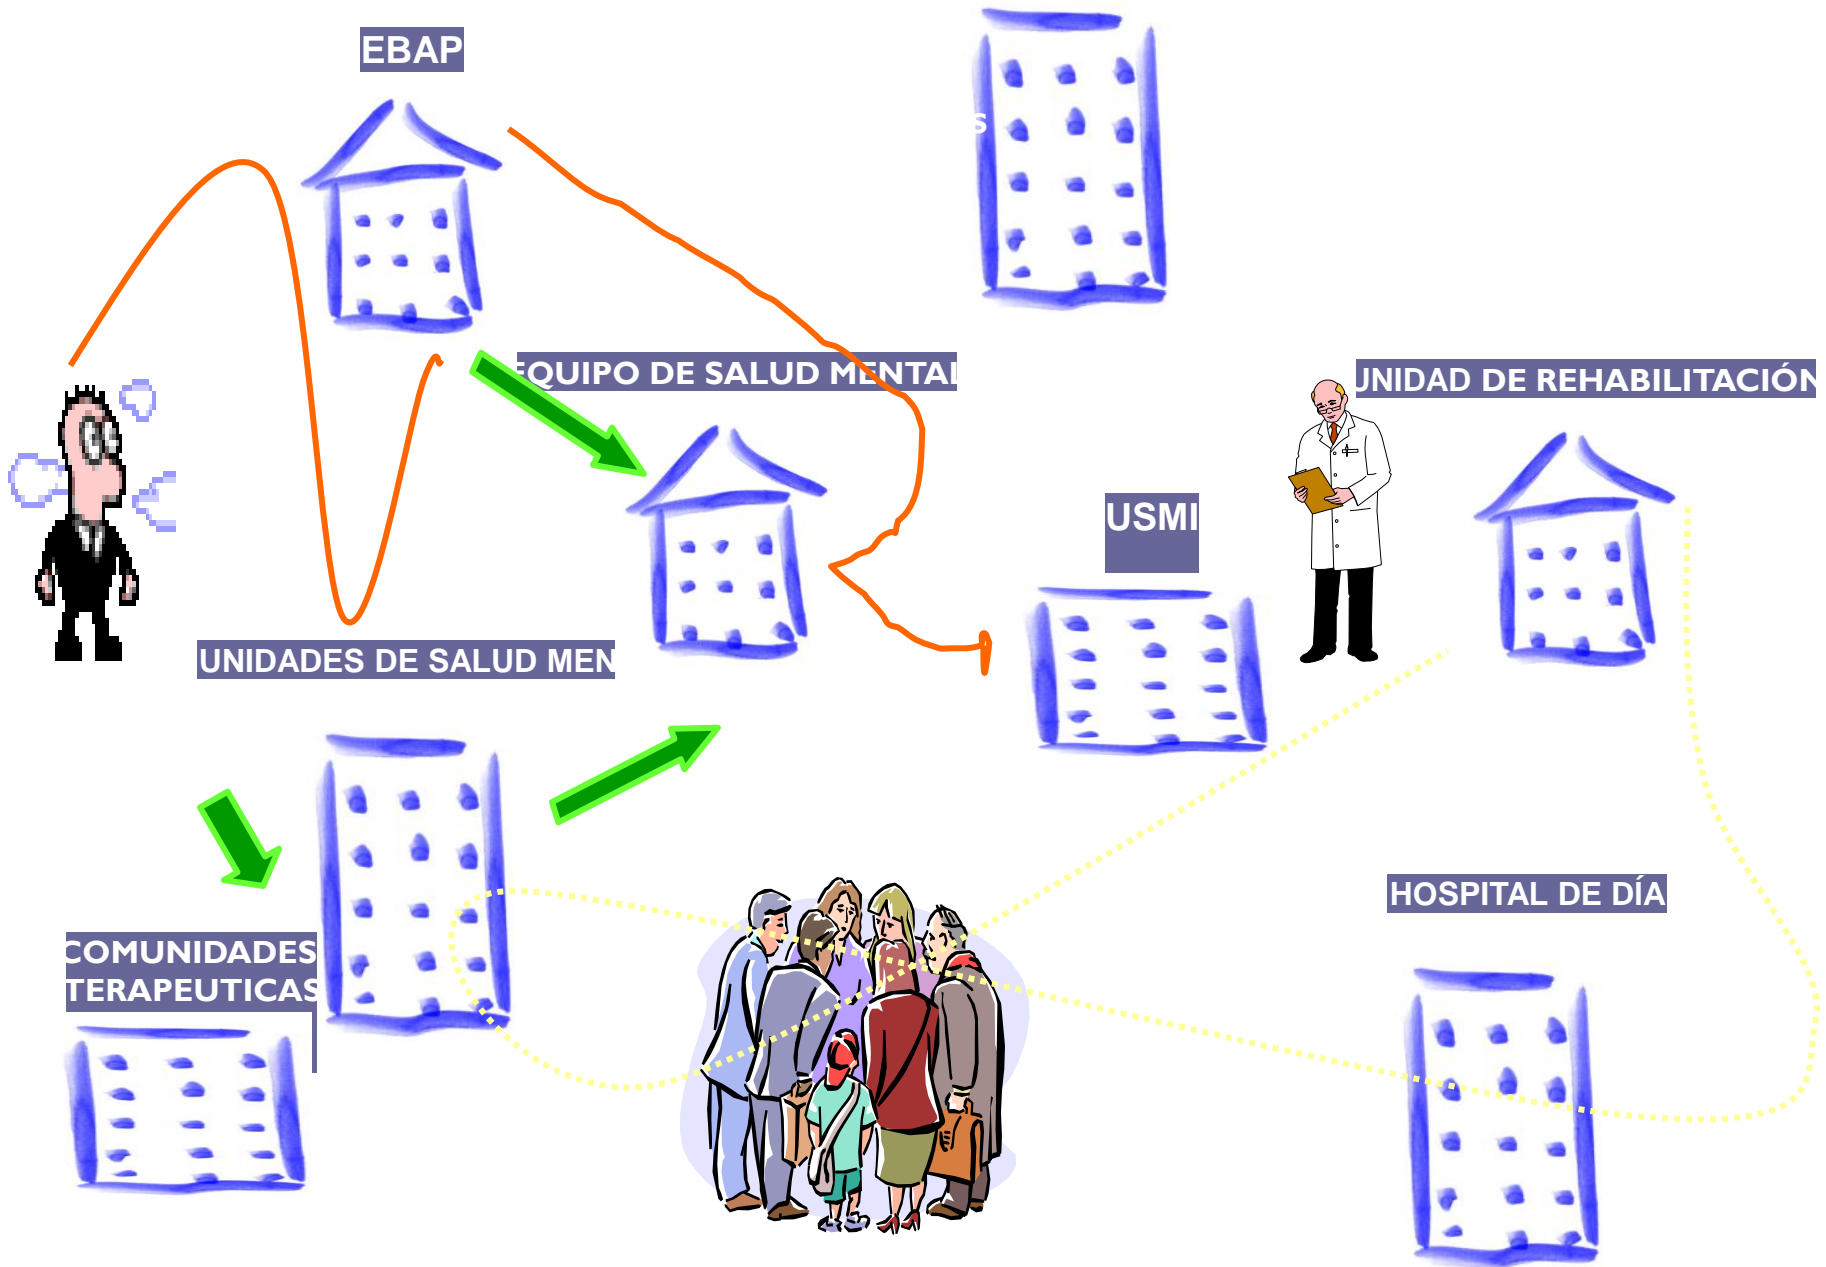 EBAP
S
EQUIPO DE SALUD MENTAL
UNIDAD DE REHABILITACIÓN
USMI
UNIDADES DE SALUD MEN
HOSPITAL DE DÍA
COMUNIDADES
TERAPEUTICAS